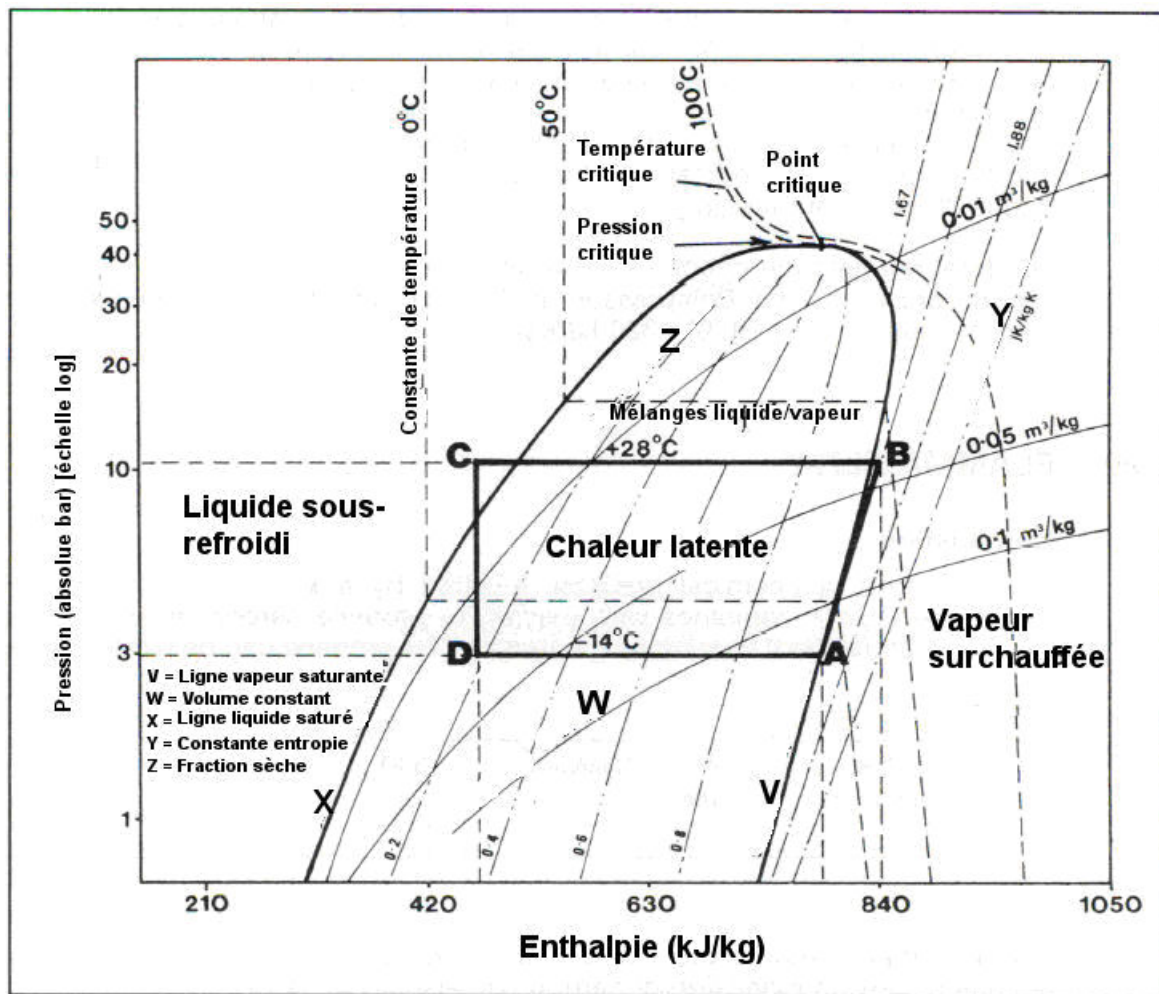 0°C
50°C
100°C
Température
critique
Point
critique
Pression
critique
Constante de température
1.67
1.88
0·01 m³/kg
Y
Z
Mélanges liquide/vapeur
0·05 m³/kg
C
+28°C
B
Liquide sous-
refroidi
Chaleur latente
0·1 m³/kg
Vapeur
surchauffée
D
−14°C
A
W
V = Ligne vapeur saturante
W = Volume constant
X = Ligne liquide saturé
Y = Constante entropie
Z = Fraction sèche
X
V
0·2
0·4
0·6
0·8
50
40
30
20
10
3
1
Pression (absolue bar) [échelle log]
210
420
630
840
1050
Enthalpie (kJ/kg)